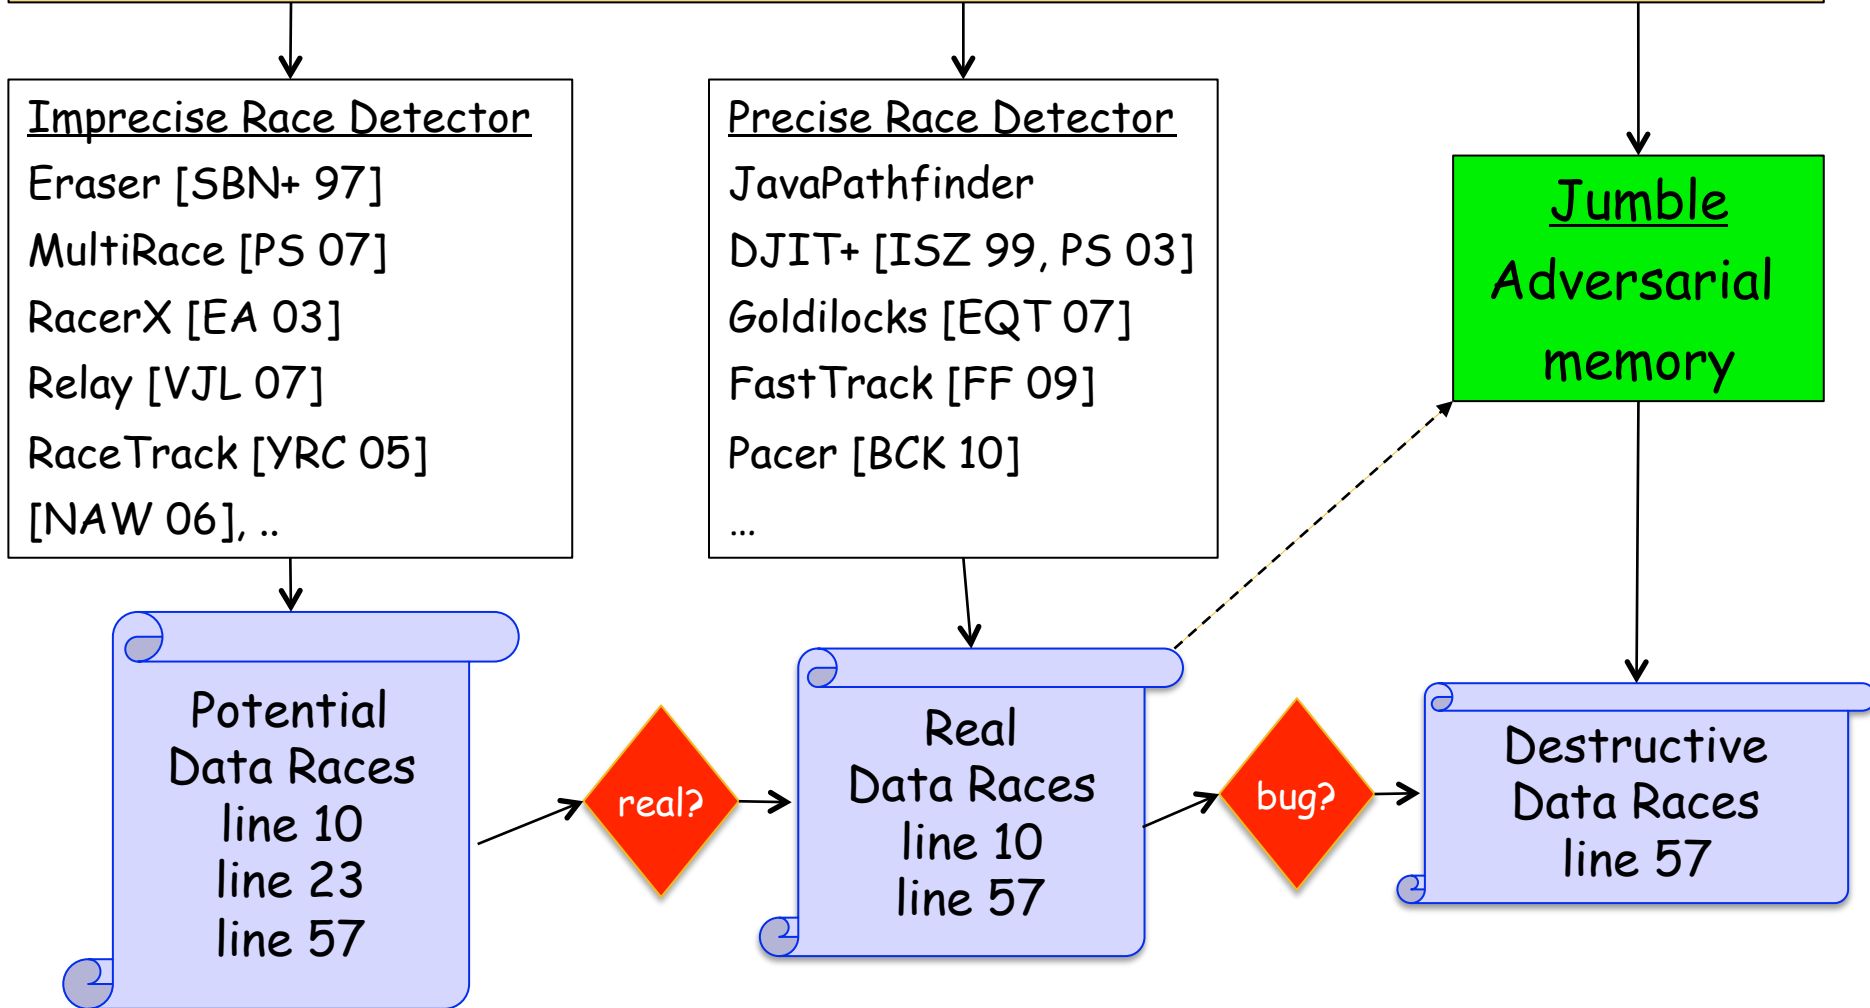 Imprecise Race Detector
Eraser [SBN+ 97]
MultiRace [PS 07]
RacerX [EA 03]
Relay [VJL 07]
RaceTrack [YRC 05]
[NAW 06], ..
Precise Race Detector
JavaPathfinder
DJIT+ [ISZ 99, PS 03]
Goldilocks [EQT 07]
FastTrack [FF 09]
Pacer [BCK 10]
...
Jumble
Adversarial
memory
Potential
Data Races
line 10
line 23
line 57
real?
Real
Data Races
line 10
line 57
bug?
Destructive
Data Races
line 57